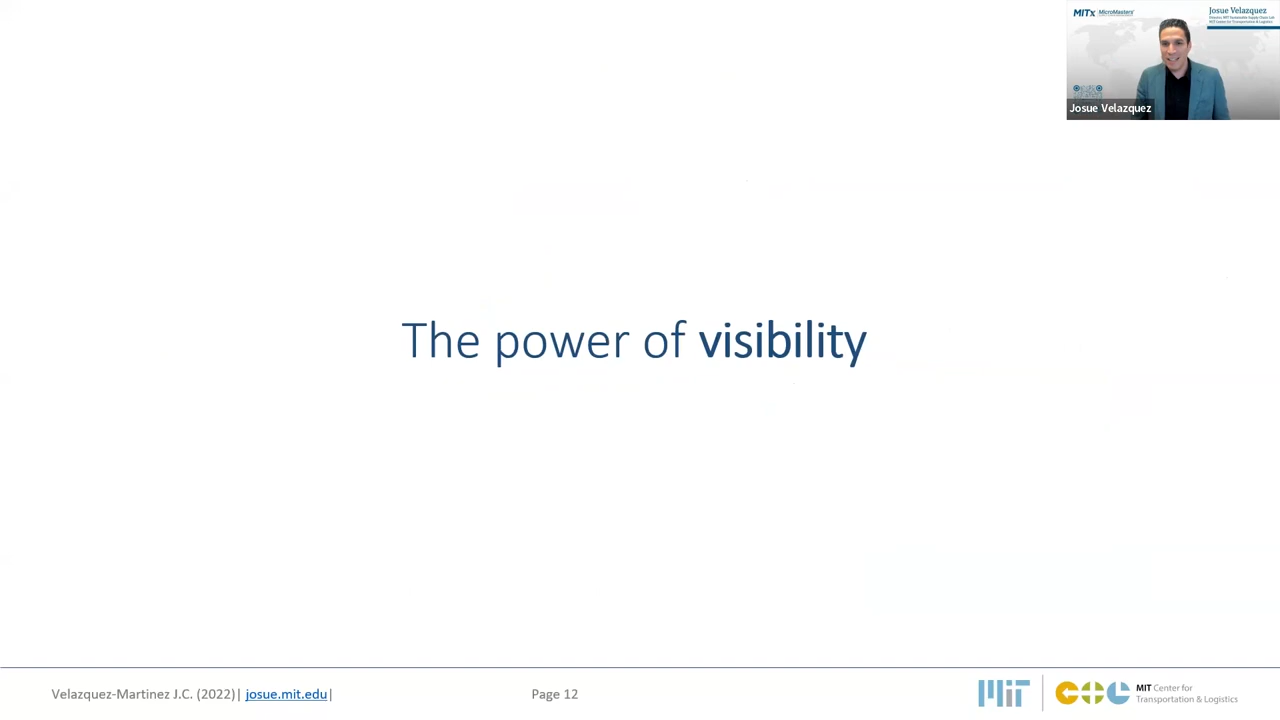 MITx MicroMasters
Josue Velazquez
Director, MIT Sustainable Supply Chain Lab
MIT Center for Transportation & Logistics
Josue Velazquez
The power of visibility
Velazquez-Martinez J.C. (2022)| josue.mit.edu|
Page 12
MIT
MIT Center for
Transportation & Logistics